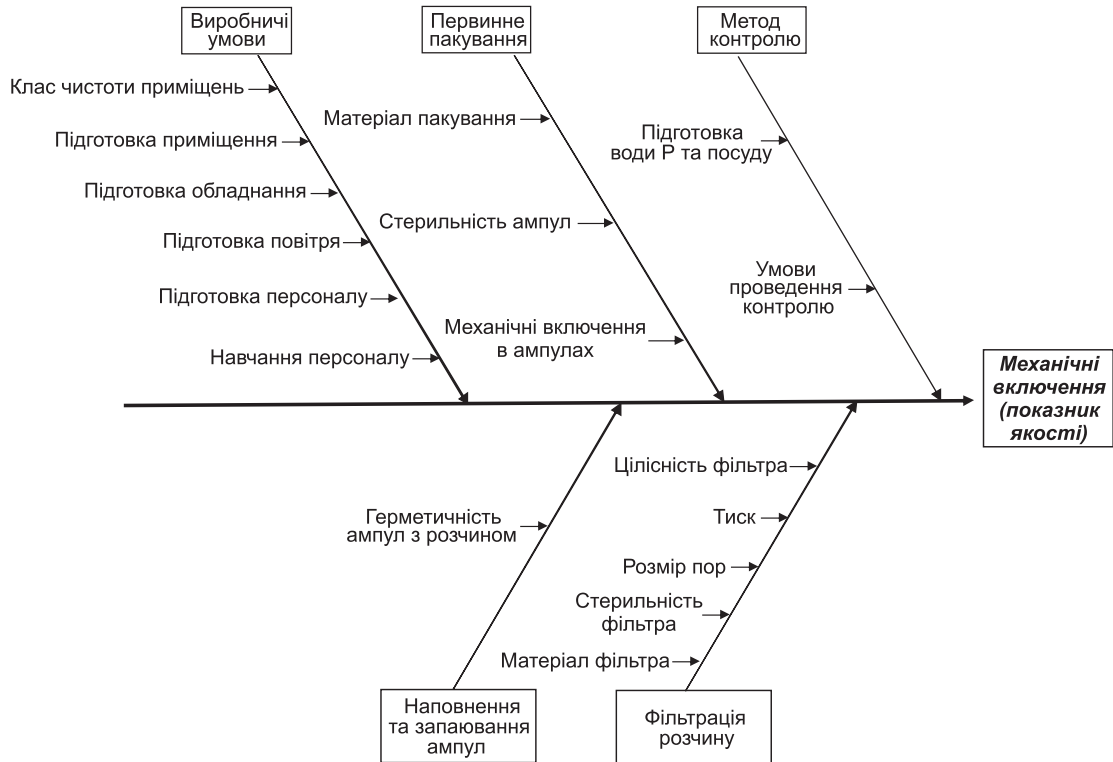 Виробничі
умови
Первинне
пакування
Метод
контролю
Клас чистоти приміщень
Підготовка приміщення
Підготовка обладнання
Підготовка повітря
Підготовка персоналу
Навчання персоналу
Матеріал пакування
Стерильність ампул
Механічні включення
в ампулах
Підготовка
води Р та посуду
Умови
проведення
контролю
Механічні
включення
(показник
якості)
Герметичність
ампул з розчином
Цілісність фільтра
Тиск
Розмір пор
Стерильність
фільтра
Матеріал фільтра
Наповнення
та запаювання
ампул
Фільтрація
розчину